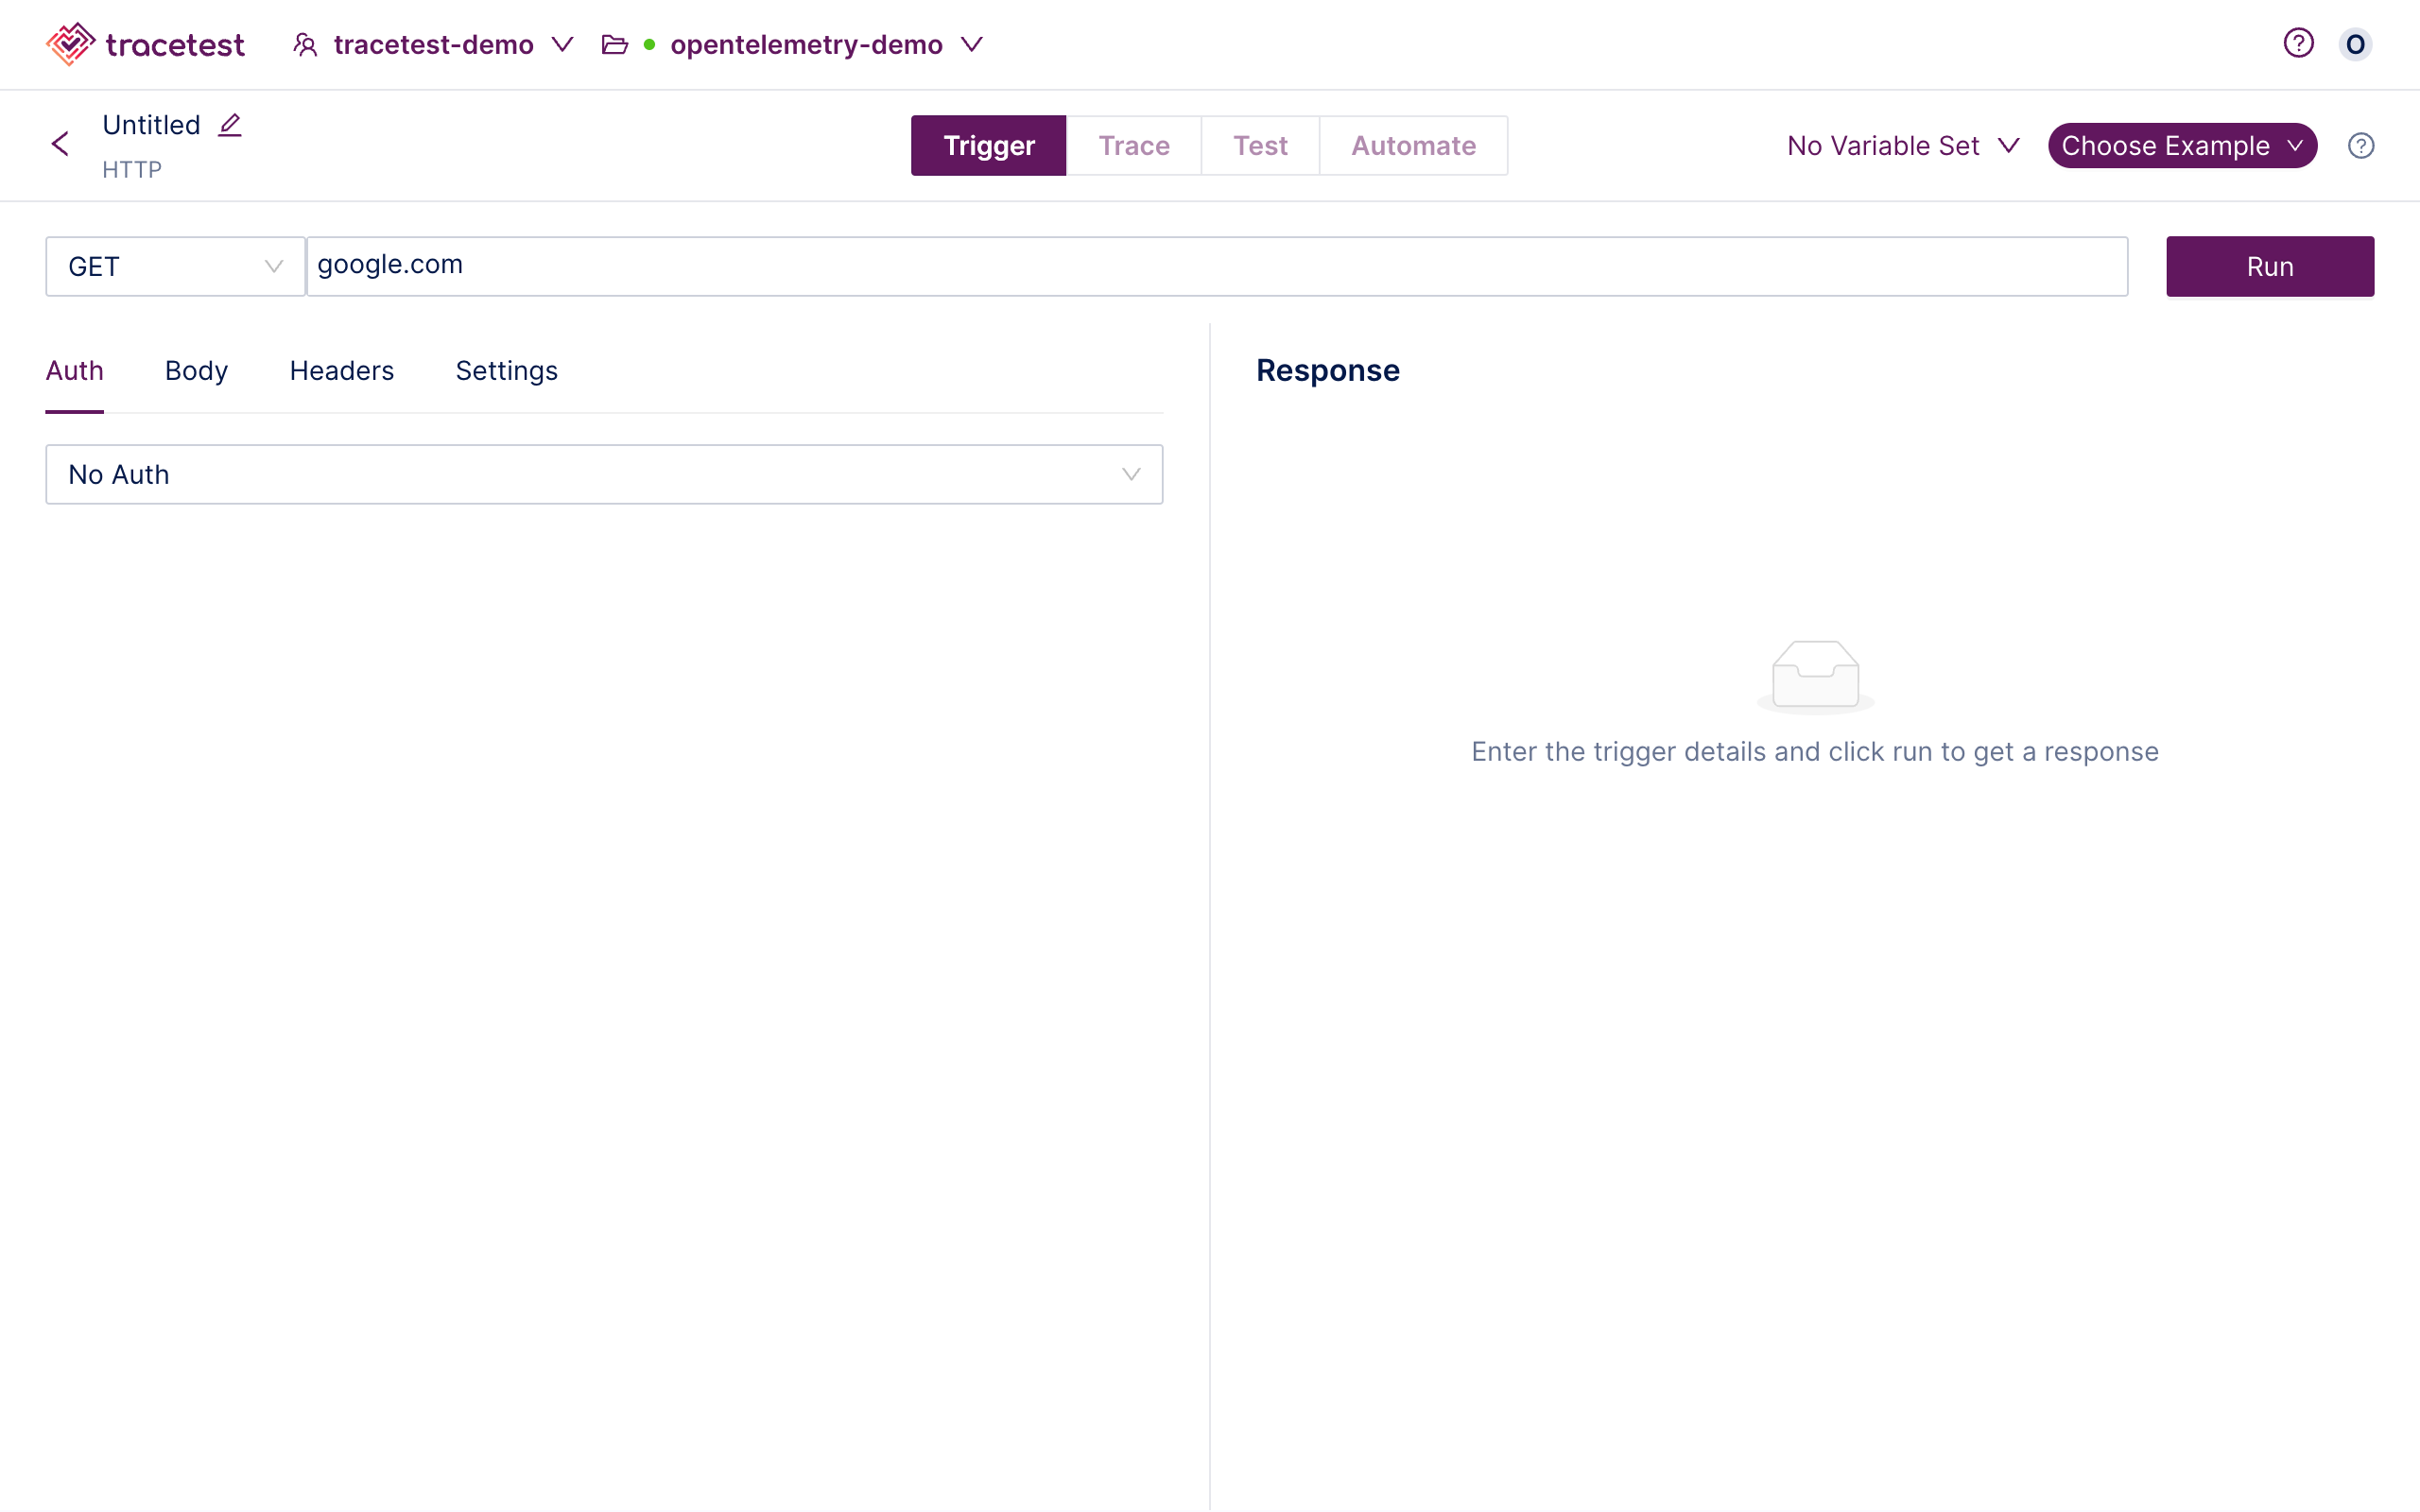 tracetest tracetest-demo opentelemetry-demo ? O
Untitled
HTTP
Trigger Trace Test Automate
No Variable Set Choose Example ?
GET google.com Run
Auth Body Headers Settings
No Auth
Response
Enter the trigger details and click run to get a response